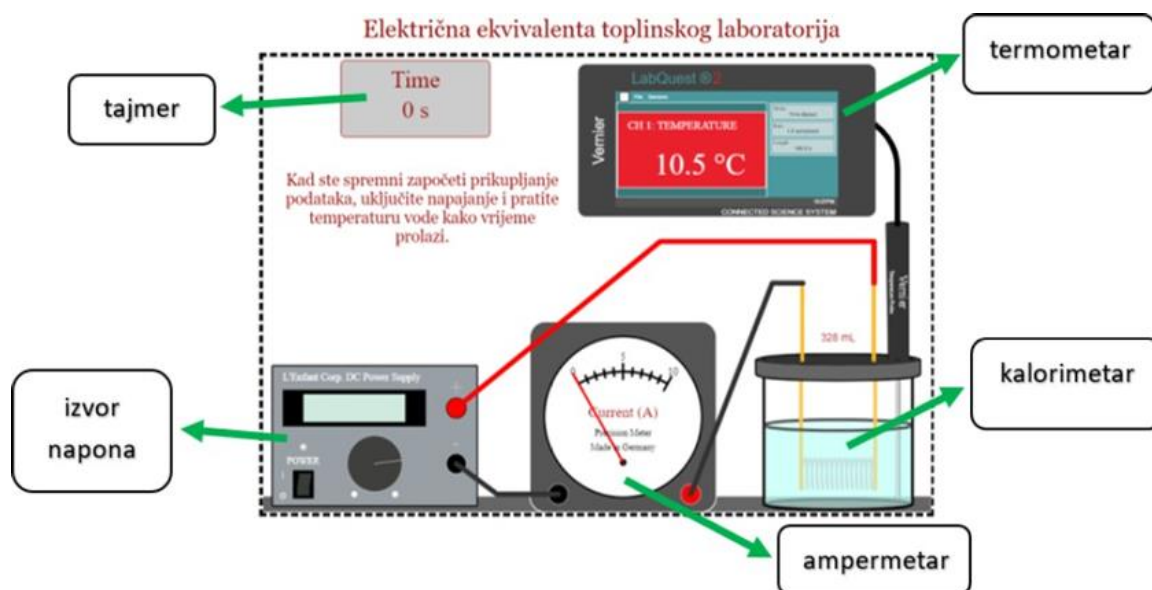 Električna ekvivalenta toplinskog laboratorija
termometar
tajmer
Time
0 s
LabQuest ®2
Vernier
CH 1: TEMPERATURE
10.5 °C
CONNECTED SCIENCE SYSTEM
Kad ste spremni započeti prikupljanje
podataka, uključite napajanje i pratite
temperaturu vode kako vrijeme
prolazi.
Vernier
328 mL
izvor
napona
L'Enfant Corp. DC Power Supply
+
-
POWER
I
0
5
10
Current (A)
Precision Meter
Made in Germany
kalorimetar
ampermetar